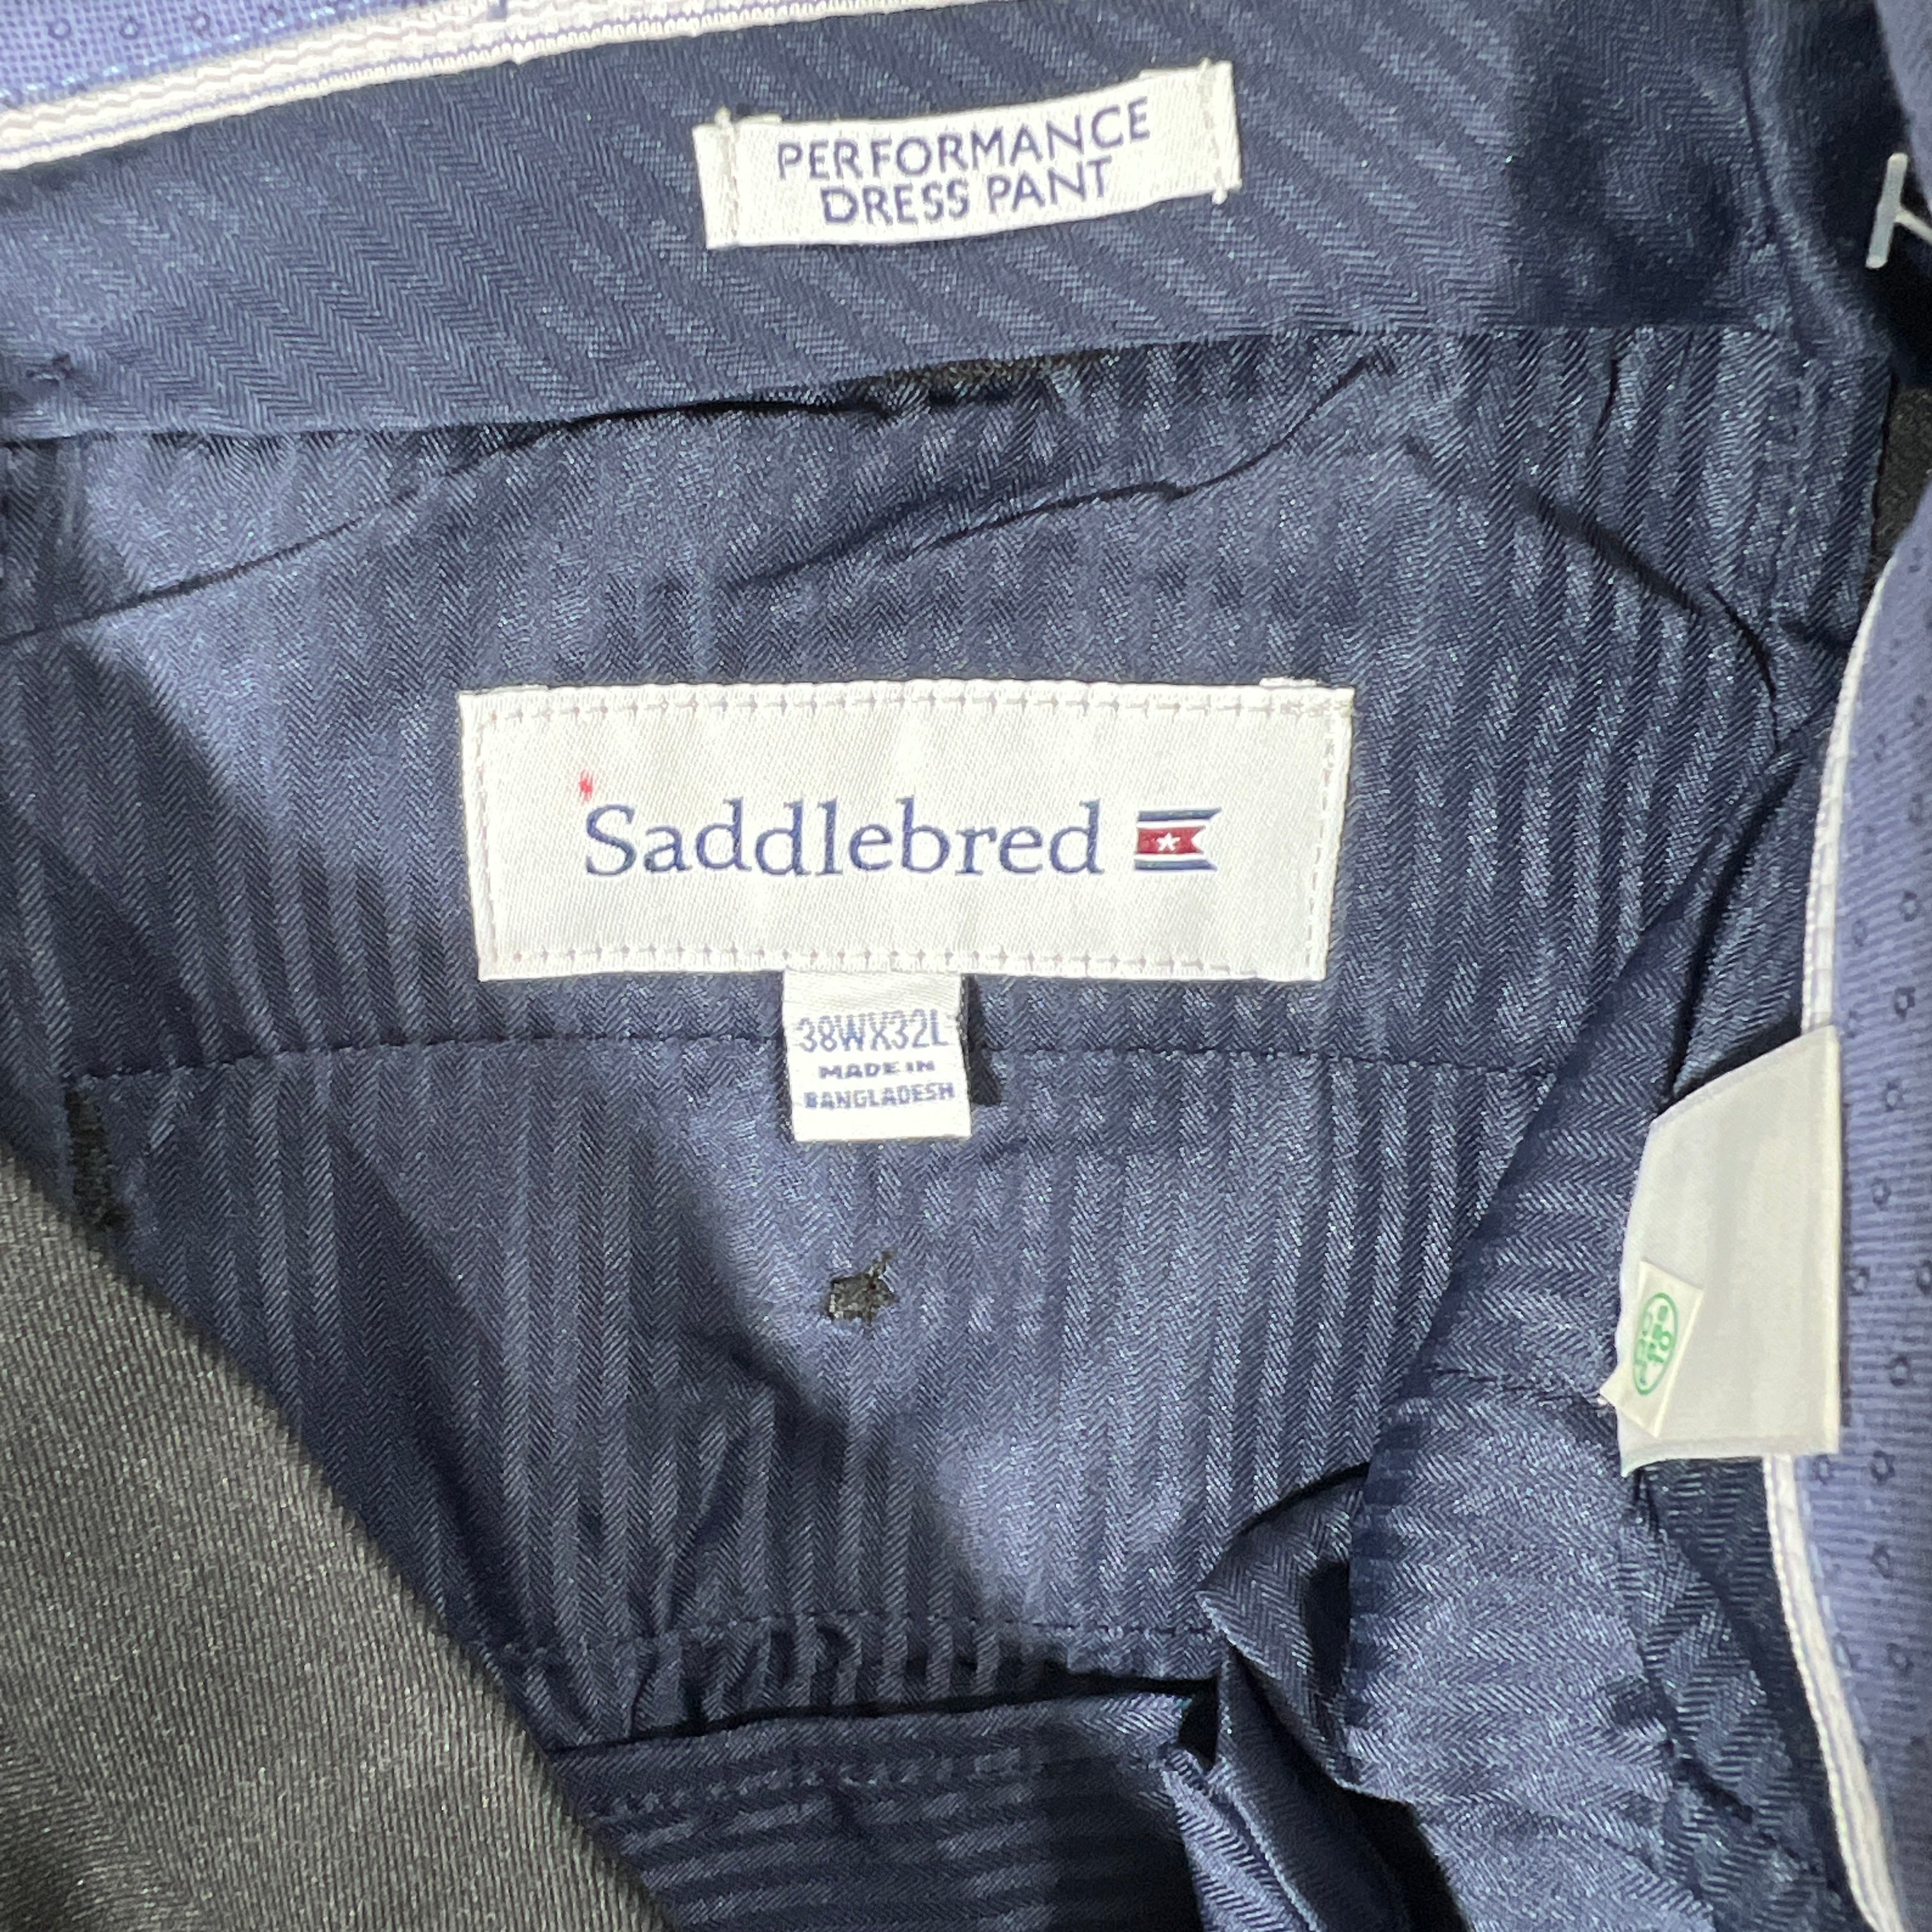 PERFORMANCE
DRESS PANT
Saddlebred
38WX32L
MADE IN
BANGLADESH